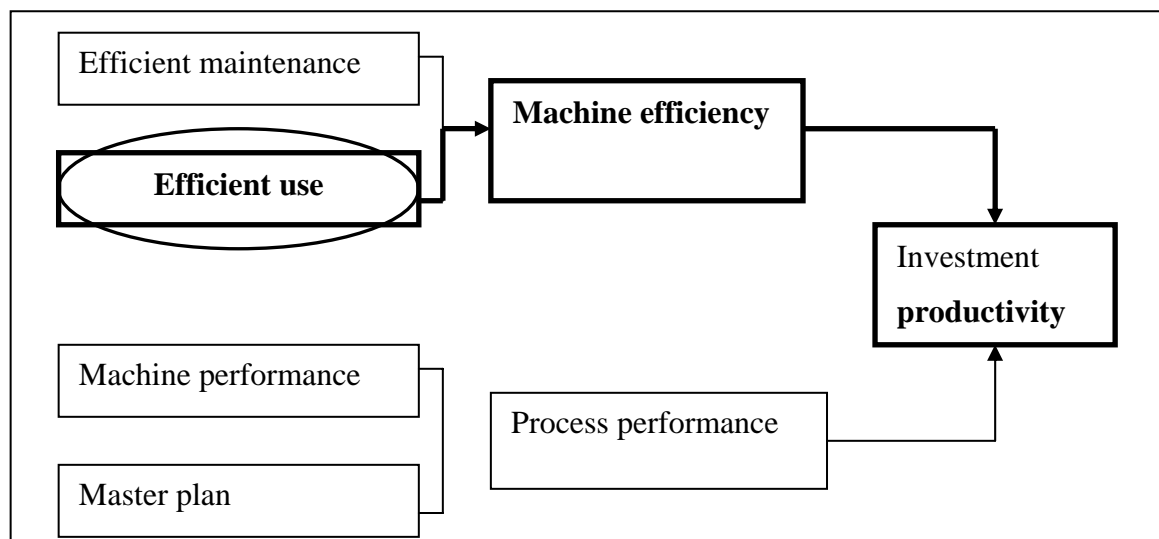 Efficient maintenance
Machine efficiency
Efficient use
Investment
productivity
Machine performance
Process performance
Master plan